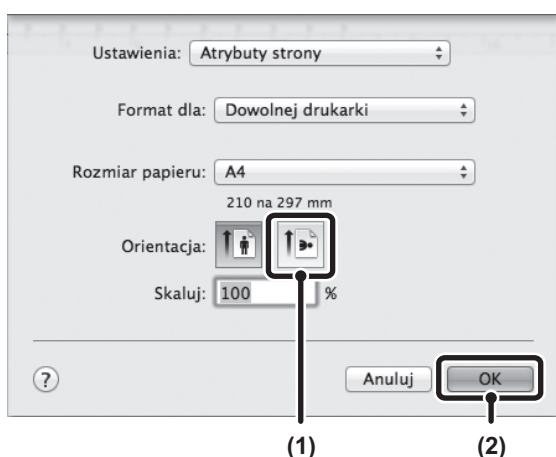 Ustawienia: Atrybuty strony
Format dla: Dowolnej drukarki
Rozmiar papieru: A4
210 na 297 mm
Orientacja:
Skaluj: 100 %
? Anuluj OK
(1) (2)